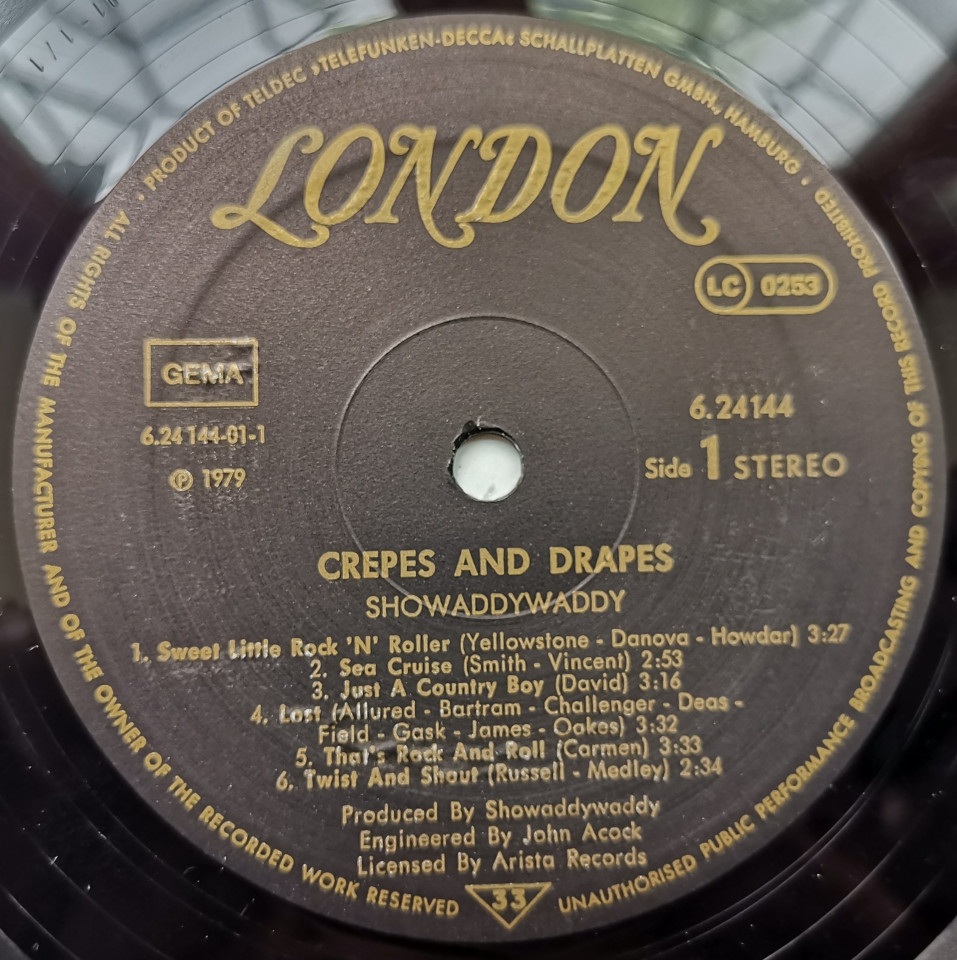 · PRODUCT OF TELDEC »TELEFUNKEN-DECCA« SCHALLPLATTEN GMBH, HAMBURG ·
ALL RIGHTS OF THE MANUFACTURER AND OF THE OWNER OF THE RECORDED WORK RESERVED
UNAUTHORISED PUBLIC PERFORMANCE BROADCASTING AND COPYING OF THIS RECORD PROHIBITED
LONDON
LC 0253
GEMA
6.24144-01-1
℗ 1979
6.24144
Side 1 STEREO
CREPES AND DRAPES
SHOWADDYWADDY
1. Sweet Little Rock 'N' Roller (Yellowstone - Danova - Howdar) 3:27
2. Sea Cruise (Smith - Vincent) 2:53
3. Just A Country Boy (David) 3:16
4. Lost (Allured - Bartram - Challenger - Deas -
Field - Gask - James - Oakes) 3:32
5. That's Rock And Roll (Carmen) 3:33
6. Twist And Shout (Russell - Medley) 2:34
Produced By Showaddywaddy
Engineered By John Acock
Licensed By Arista Records
33